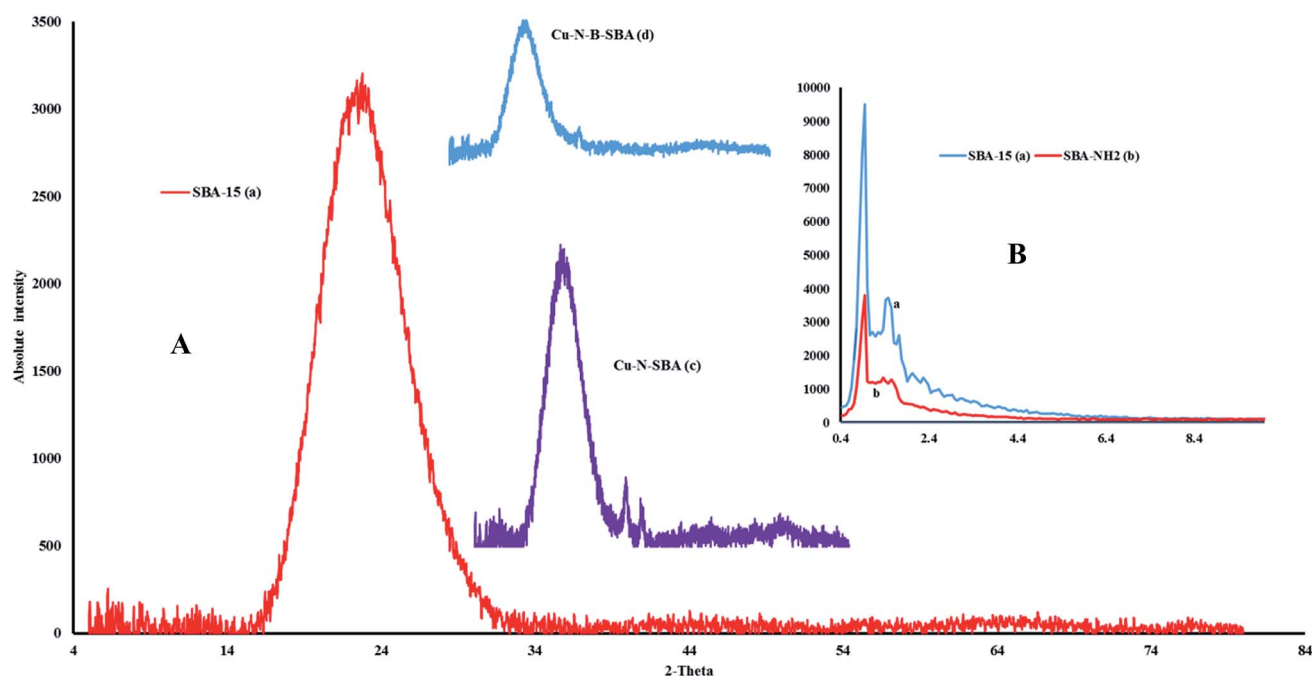 3500
3000
2500
2000
1500
1000
500
0
Absolute intensity
4 14 24 34 44 54 64 74 84
2-Theta
SBA-15 (a)
A
Cu-N-B-SBA (d)
Cu-N-SBA (c)
10000
9000
8000
7000
6000
5000
4000
3000
2000
1000
0
0.4 2.4 4.4 6.4 8.4
SBA-15 (a) SBA-NH2 (b)
B
a
b